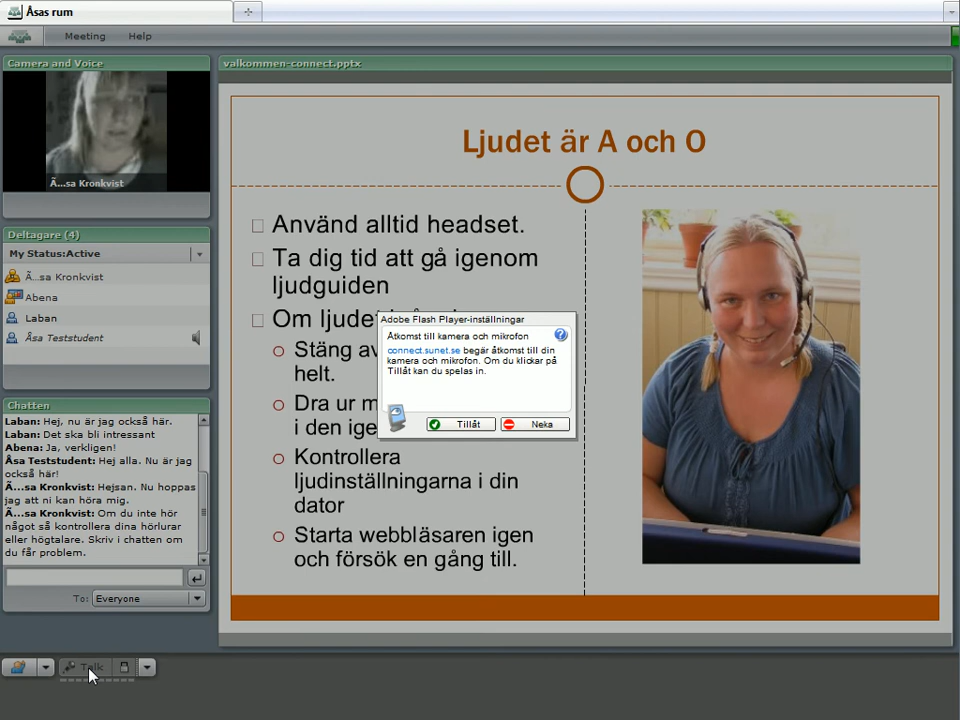 Åsas rum
Meeting Help
Camera and Voice
Ã...sa Kronkvist
Deltagare (4)
My Status:Active
Ã...sa Kronkvist
Abena
Laban
Åsa Teststudent
Chatten
Laban: Hej, nu är jag också här.
Laban: Det ska bli intressant
Abena: Ja, verkligen!
Åsa Teststudent: Hej alla. Nu är jag
också här!
Ã...sa Kronkvist: Hejsan. Nu hoppas
jag att ni kan höra mig.
Ã...sa Kronkvist: Om du inte hör
något så kontrollera dina hörlurar
eller högtalare. Skriv i chatten om
du får problem.
To: Everyone
Talk
valkommen-connect.pptx
Ljudet är A och O
Använd alltid headset.
Ta dig tid att gå igenom
ljudguiden
Om ljudet
Stäng av
helt.
Dra ur
i den
Kontrollera
ljudinställningarna i din
dator
Starta webbläsaren igen
och försök en gång till.
Adobe Flash Player-inställningar
Åtkomst till kamera och mikrofon
connect.sunet.se begär åtkomst till din
kamera och mikrofon. Om du klickar på
Tillåt kan du spelas in.
Tillåt Neka